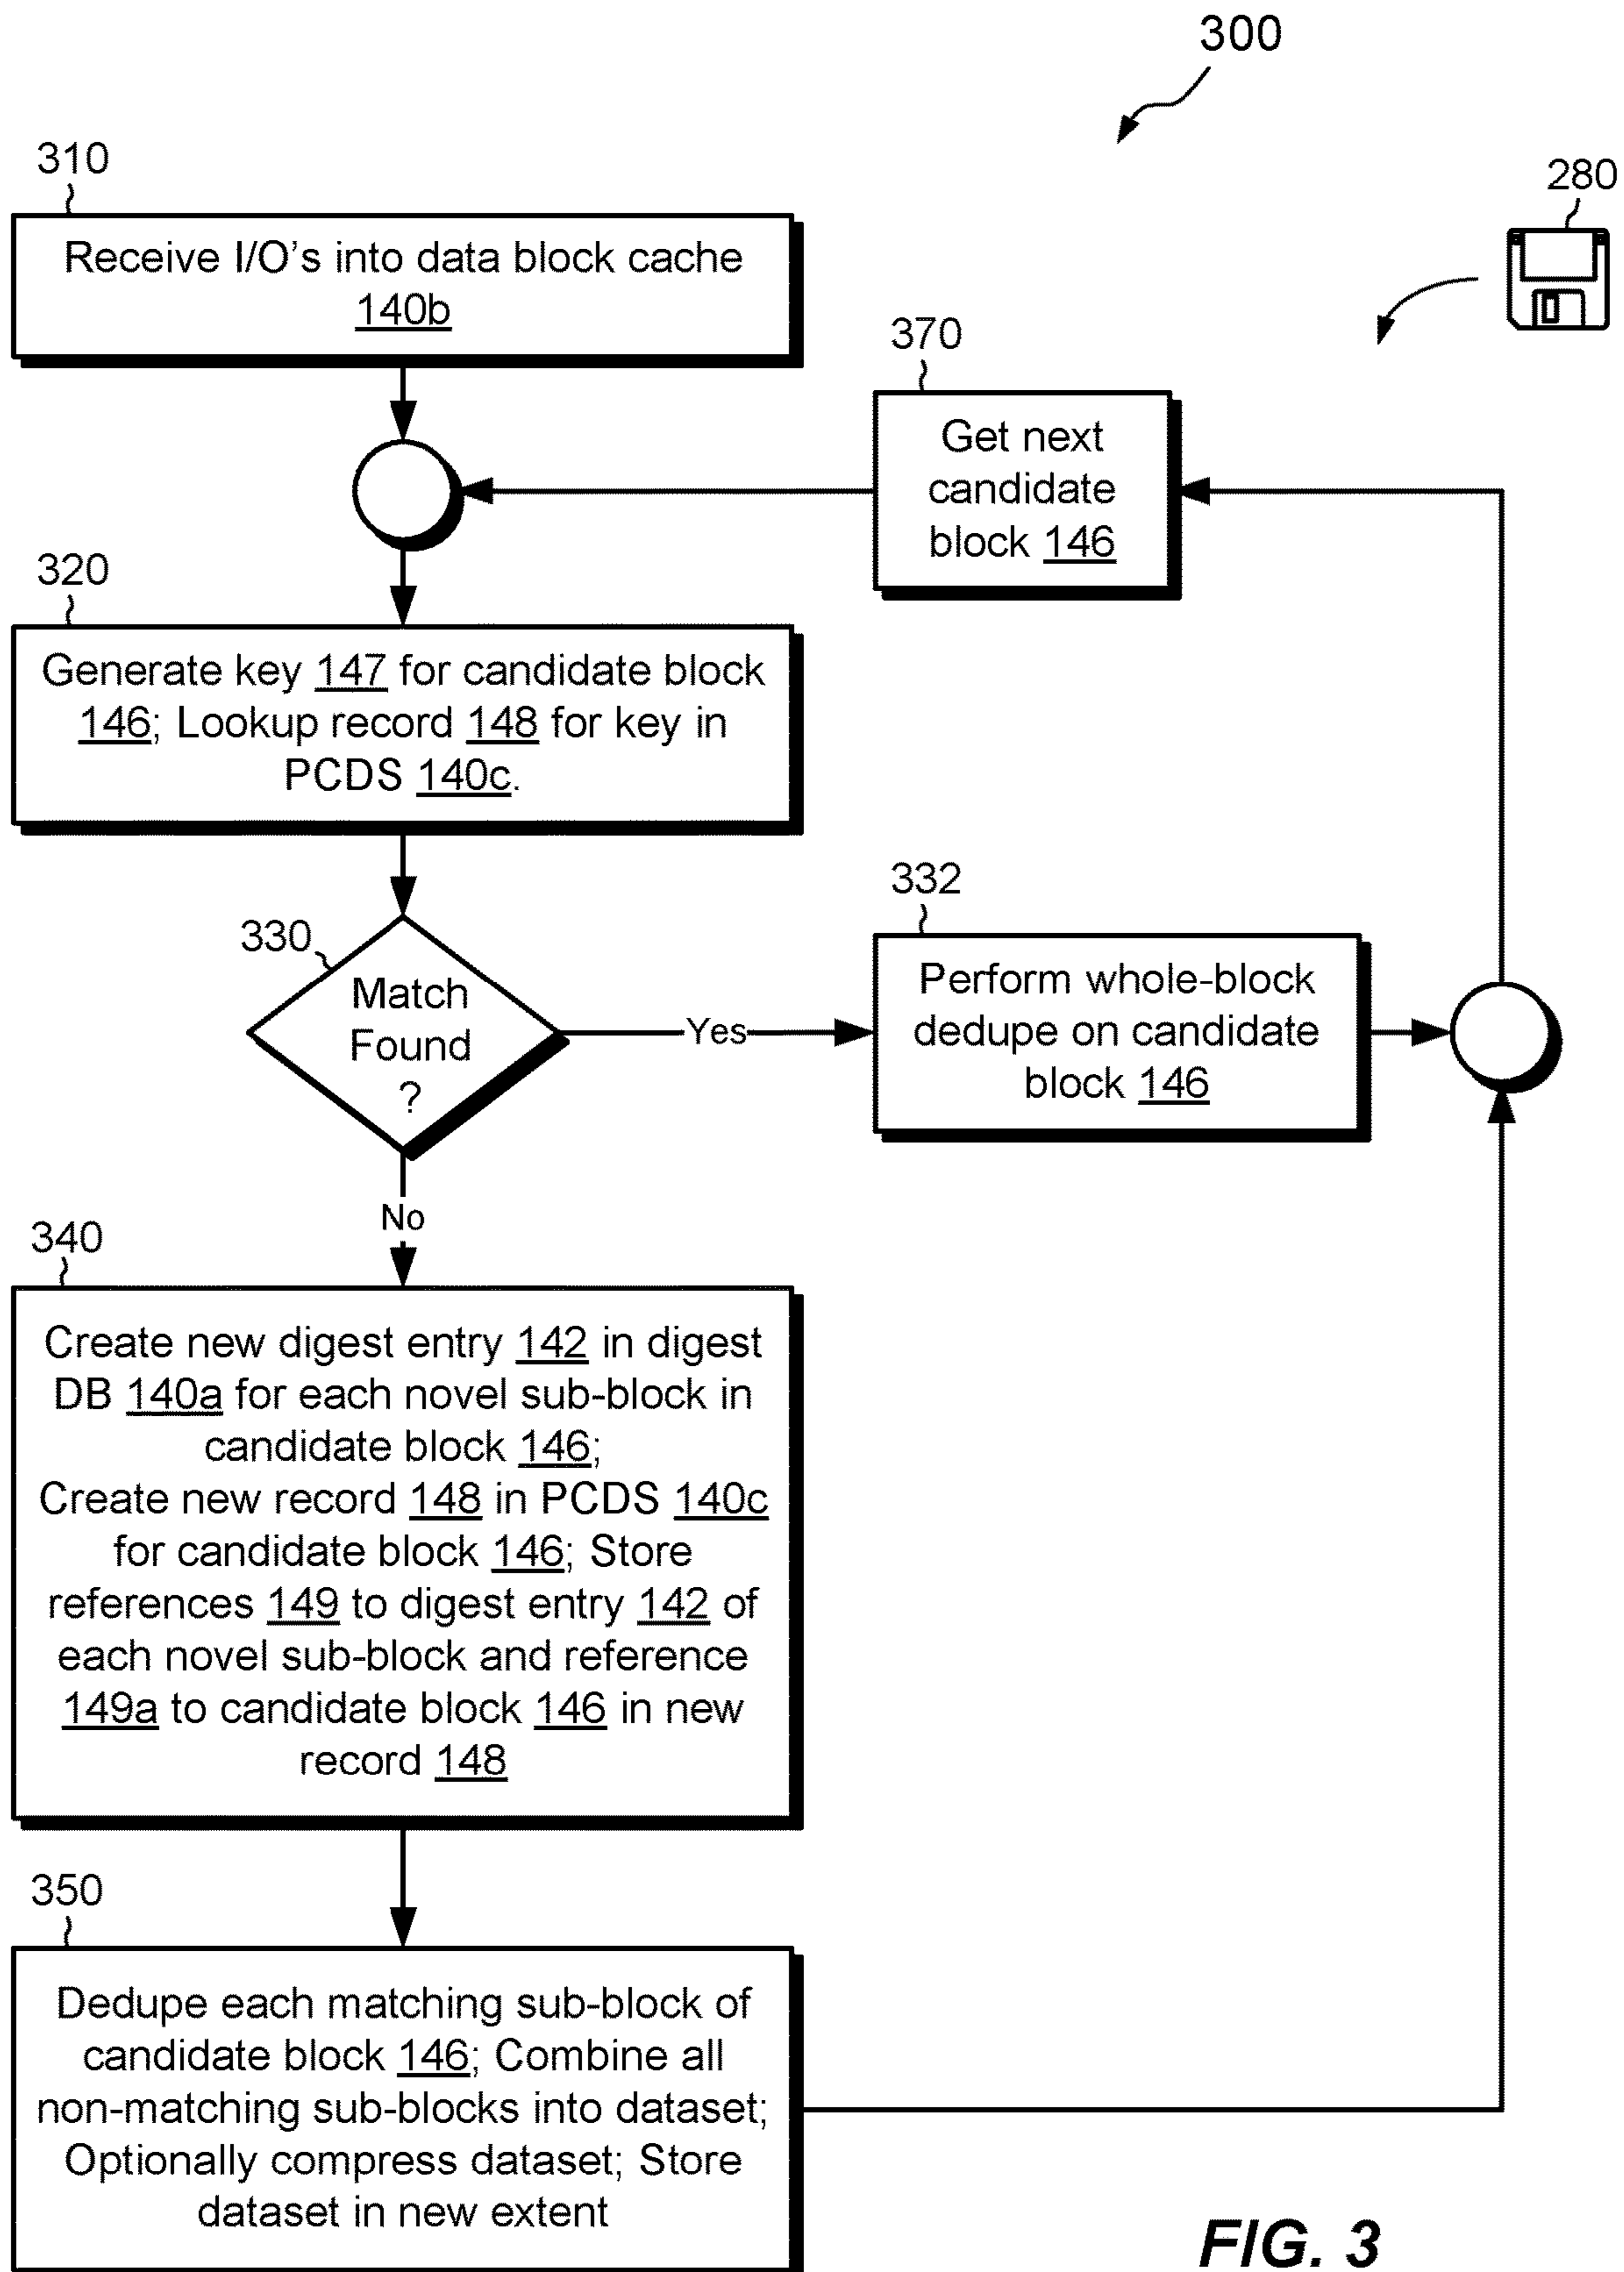 300
310
280
Receive I/O's into data block cache
140b
370
Get next
candidate
block 146
320
Generate key 147 for candidate block
146; Lookup record 148 for key in
PCDS 140c.
332
330
Match
Found
?
Yes
Perform whole-block
dedupe on candidate
block 146
No
340
Create new digest entry 142 in digest
DB 140a for each novel sub-block in
candidate block 146;
Create new record 148 in PCDS 140c
for candidate block 146; Store
references 149 to digest entry 142 of
each novel sub-block and reference
149a to candidate block 146 in new
record 148
350
Dedupe each matching sub-block of
candidate block 146; Combine all
non-matching sub-blocks into dataset;
Optionally compress dataset; Store
dataset in new extent
FIG. 3